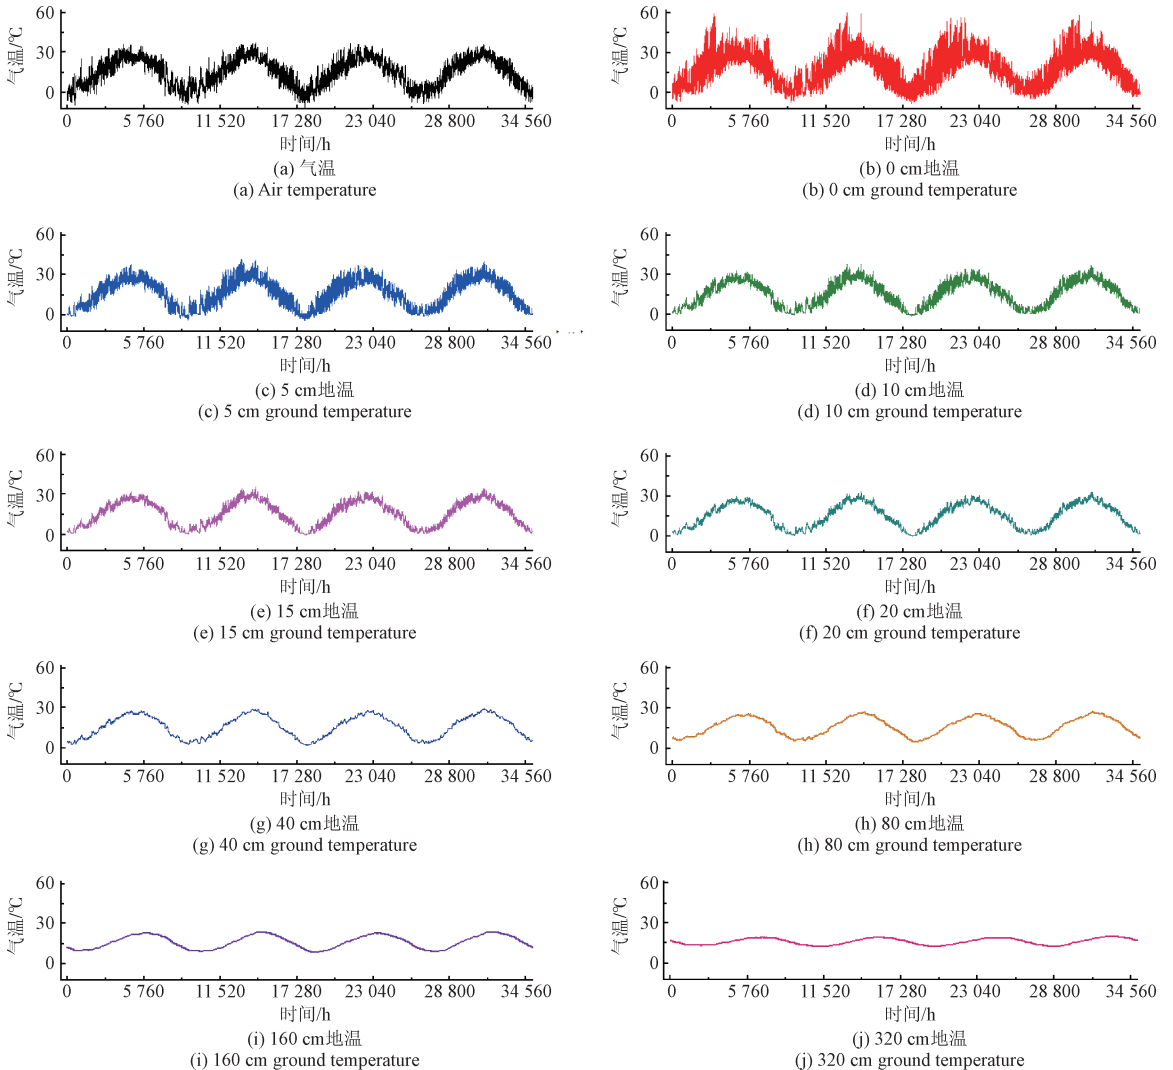 60
30
0
气温/℃
0 5 760 11 520 17 280 23 040 28 800 34 560
时间/h
(a) 气温
(a) Air temperature
60
30
0
气温/℃
0 5 760 11 520 17 280 23 040 28 800 34 560
时间/h
(b) 0 cm地温
(b) 0 cm ground temperature
60
30
0
气温/℃
0 5 760 11 520 17 280 23 040 28 800 34 560
时间/h
(c) 5 cm地温
(c) 5 cm ground temperature
60
30
0
气温/℃
0 5 760 11 520 17 280 23 040 28 800 34 560
时间/h
(d) 10 cm地温
(d) 10 cm ground temperature
60
30
0
气温/℃
0 5 760 11 520 17 280 23 040 28 800 34 560
时间/h
(e) 15 cm地温
(e) 15 cm ground temperature
60
30
0
气温/℃
0 5 760 11 520 17 280 23 040 28 800 34 560
时间/h
(f) 20 cm地温
(f) 20 cm ground temperature
60
30
0
气温/℃
0 5 760 11 520 17 280 23 040 28 800 34 560
时间/h
(g) 40 cm地温
(g) 40 cm ground temperature
60
30
0
气温/℃
0 5 760 11 520 17 280 23 040 28 800 34 560
时间/h
(h) 80 cm地温
(h) 80 cm ground temperature
60
30
0
气温/℃
0 5 760 11 520 17 280 23 040 28 800 34 560
时间/h
(i) 160 cm地温
(i) 160 cm ground temperature
60
30
0
气温/℃
0 5 760 11 520 17 280 23 040 28 800 34 560
时间/h
(j) 320 cm地温
(j) 320 cm ground temperature